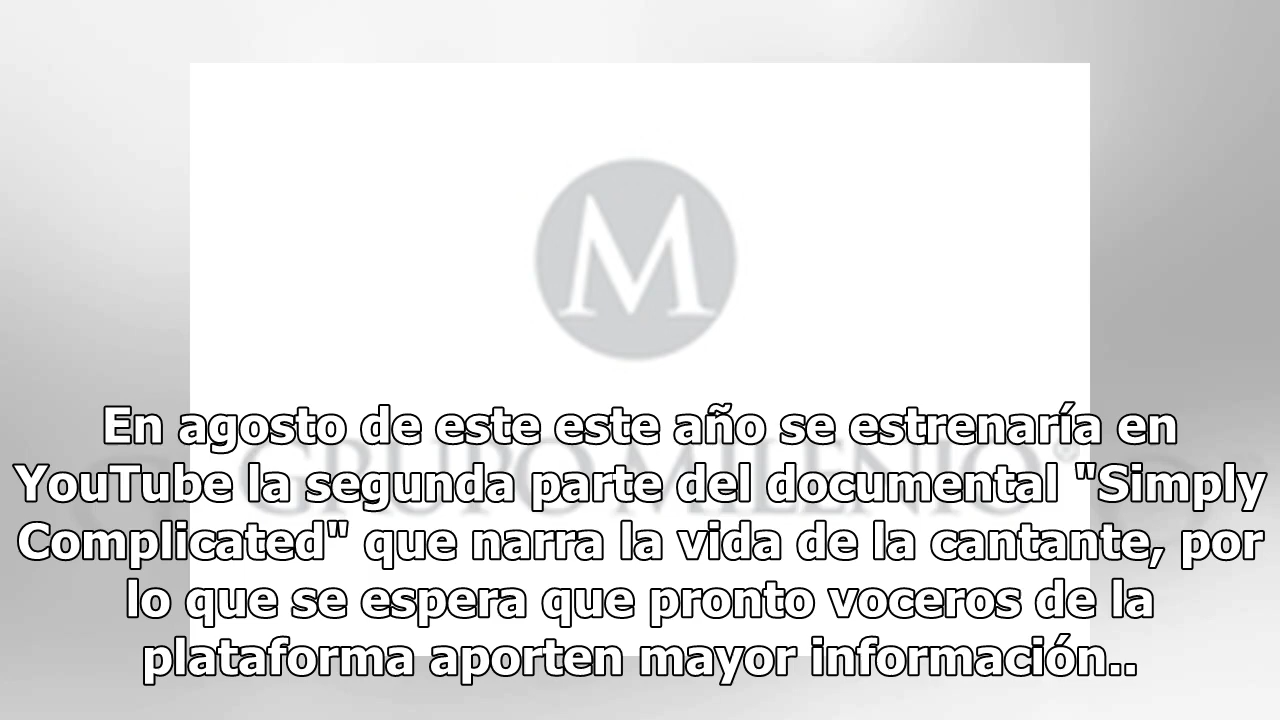 M
GRUPO MILENIO®
En agosto de este este año se estrenaría en
YouTube la segunda parte del documental "Simply
Complicated" que narra la vida de la cantante, por
lo que se espera que pronto voceros de la
plataforma aporten mayor información..